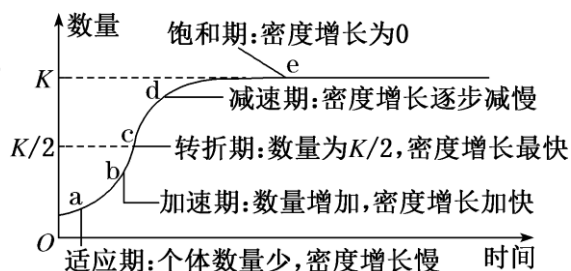 数量
饱和期:密度增长为0
e
K
d
减速期:密度增长逐步减慢
K/2
c
转折期:数量为K/2,密度增长最快
b
加速期:数量增加,密度增长加快
a
O
适应期:个体数量少,密度增长慢
时间